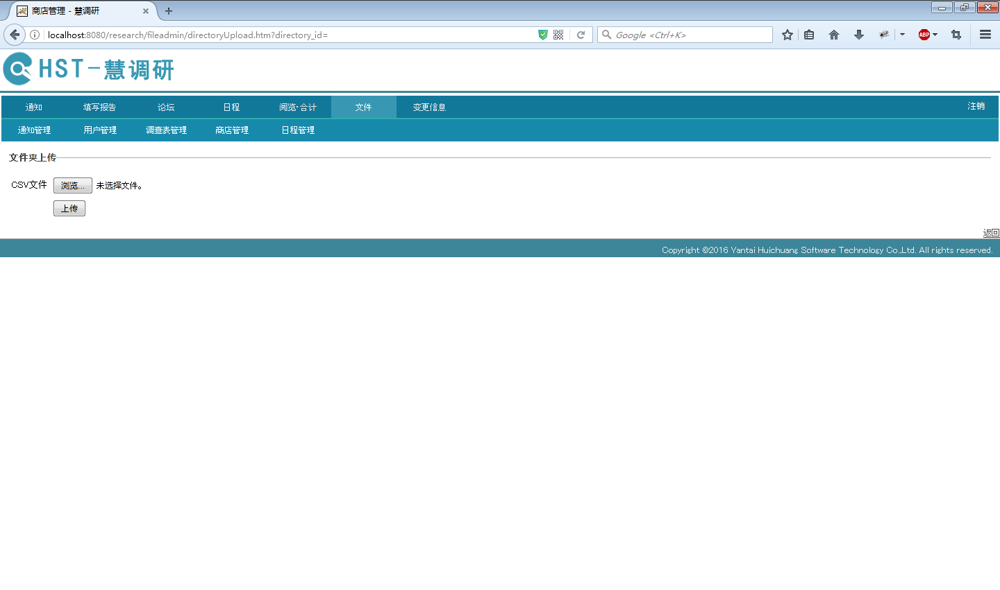 商店管理 - 慧调研
localhost:8080/research/fileadmin/directoryUpload.htm?directory_id=
Google <Ctrl+K>
ABP
HST-慧调研
通知 填写报告 论坛 日程 阅览·合计 文件 变更信息 注销
通知管理 用户管理 调查表管理 商店管理 日程管理
文件夹上传
CSV文件 浏览... 未选择文件。
上传
返回
Copyright ©2016 Yantai Huichuang Software Technology Co.,Ltd. All rights reserved.